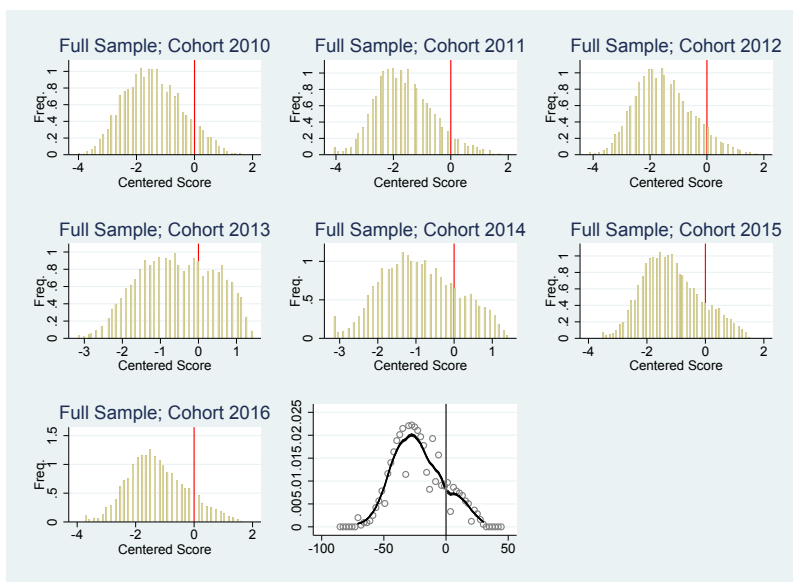 Full Sample; Cohort 2010
Freq.
0 .2 .4 .6 .8 1
-4 -2 0 2
Centered Score
Full Sample; Cohort 2011
Freq.
0 .2 .4 .6 .8 1
-4 -2 0 2
Centered Score
Full Sample; Cohort 2012
Freq.
0 .2 .4 .6 .8 1
-4 -2 0 2
Centered Score
Full Sample; Cohort 2013
Freq.
0 .2 .4 .6 .8 1
-3 -2 -1 0 1
Centered Score
Full Sample; Cohort 2014
Freq.
0 .5 1
-3 -2 -1 0 1
Centered Score
Full Sample; Cohort 2015
Freq.
0 .2 .4 .6 .8 1
-4 -2 0 2
Centered Score
Full Sample; Cohort 2016
Freq.
0 .5 1 1.5
-4 -2 0 2
Centered Score
0 .005 .01 .015 .02 .025
-100 -50 0 50